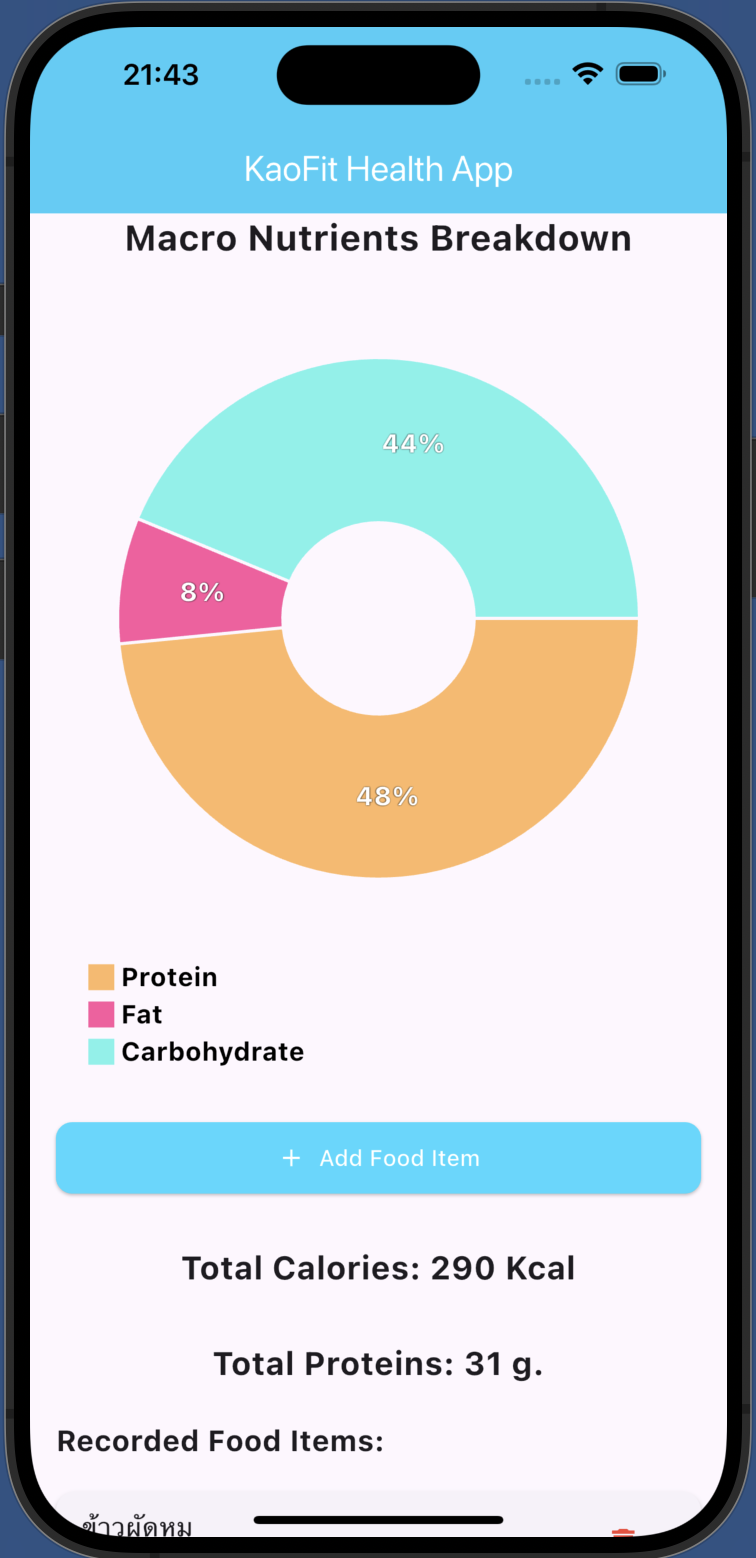 21:43
KaoFit Health App
Macro Nutrients Breakdown
44%
8%
48%
Protein
Fat
Carbohydrate
+ Add Food Item
Total Calories: 290 Kcal
Total Proteins: 31 g.
Recorded Food Items:
ข้าวผัดหมู